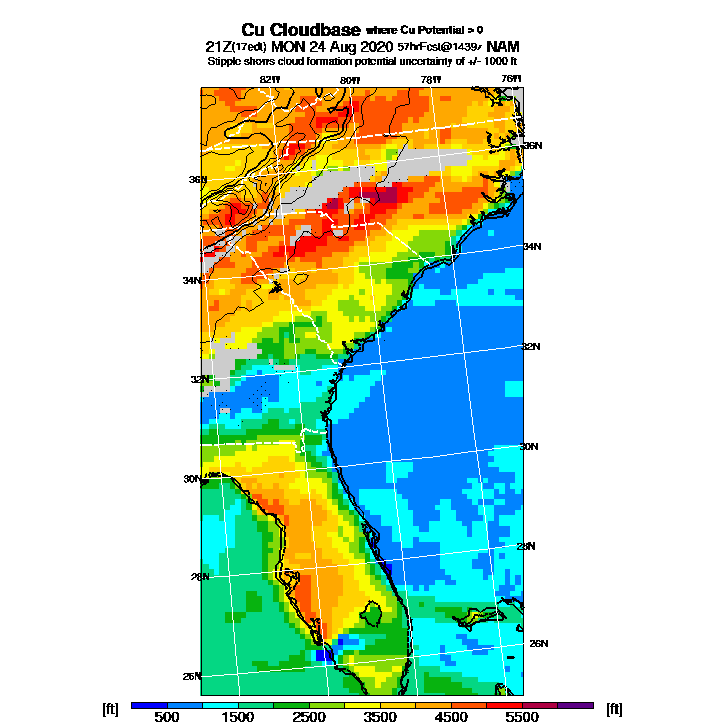 Cu Cloudbase where Cu Potential > 0
21Z(17edt) MON 24 Aug 2020 57hrFcst@1439z NAM
Stipple shows cloud formation potential uncertainty of +/- 1000 ft
82W 80W 78W 76W
36N
36N
34N
34N
32N
32N
30N
30N
28N
28N
26N
26N
[ft] 500 1500 2500 3500 4500 5500 [ft]